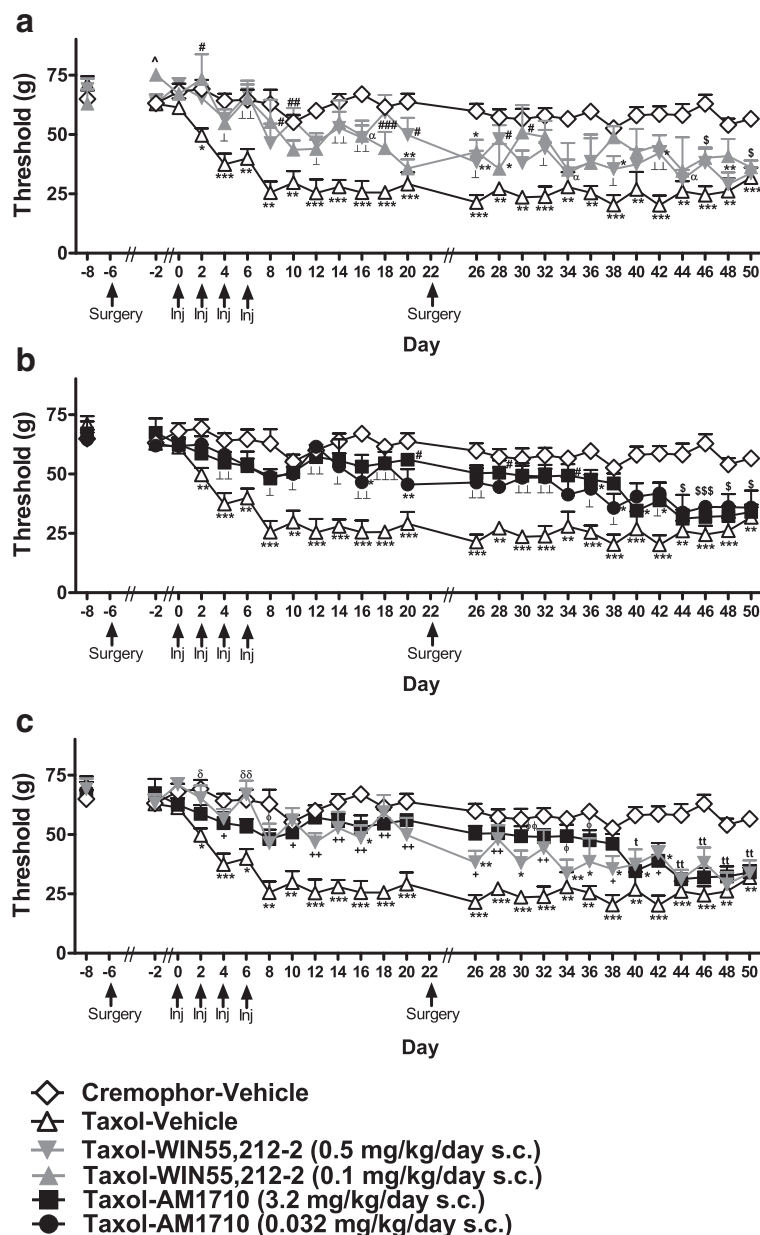 a
Threshold (g)
75
50
25
0
-8 -6 -2 0 2 4 6 8 10 12 14 16 18 20 22 26 28 30 32 34 36 38 40 42 44 46 48 50
Surgery Inj Inj Inj Inj Surgery
Day
b
Threshold (g)
75
50
25
0
-8 -6 -2 0 2 4 6 8 10 12 14 16 18 20 22 26 28 30 32 34 36 38 40 42 44 46 48 50
Surgery Inj Inj Inj Inj Surgery
Day
c
Threshold (g)
75
50
25
0
-8 -6 -2 0 2 4 6 8 10 12 14 16 18 20 22 26 28 30 32 34 36 38 40 42 44 46 48 50
Surgery Inj Inj Inj Inj Surgery
Day
Cremophor-Vehicle
Taxol-Vehicle
Taxol-WIN55,212-2 (0.5 mg/kg/day s.c.)
Taxol-WIN55,212-2 (0.1 mg/kg/day s.c.)
Taxol-AM1710 (3.2 mg/kg/day s.c.)
Taxol-AM1710 (0.032 mg/kg/day s.c.)